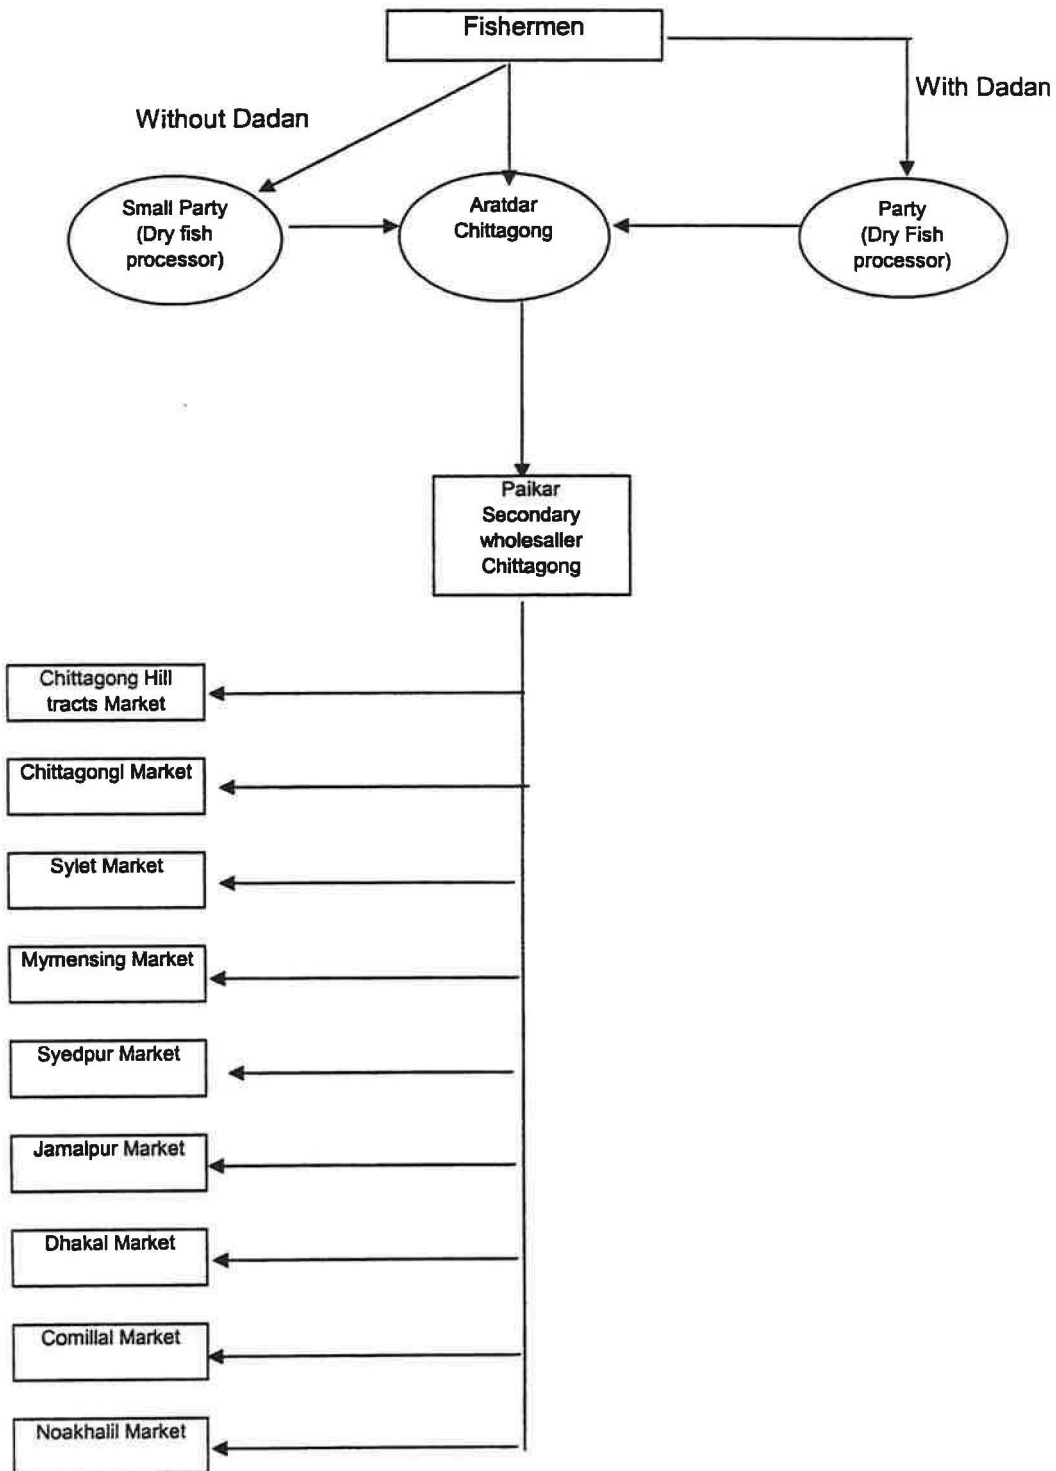 Fishermen
With Dadan
Without Dadan
Small Party
(Dry fish
processor)
Aratdar
Chittagong
Party
(Dry Fish
processor)
Paikar
Secondary
wholesaller
Chittagong
Chittagong Hill
tracts Market
Chittagongl Market
Sylet Market
Mymensing Market
Syedpur Market
Jamalpur Market
Dhakal Market
Comillal Market
Noakhalil Market